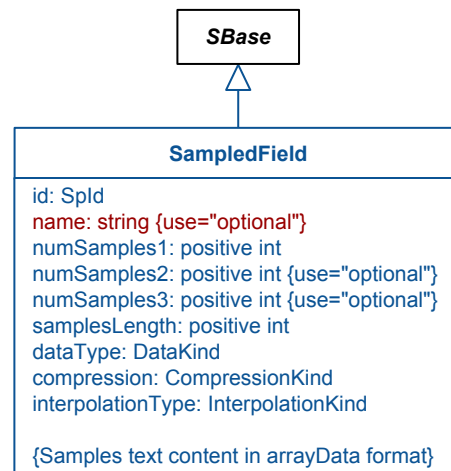 SBase
SampledField
id: SpId
name: string {use="optional"}
numSamples1: positive int
numSamples2: positive int {use="optional"}
numSamples3: positive int {use="optional"}
samplesLength: positive int
dataType: DataKind
compression: CompressionKind
interpolationType: InterpolationKind
{Samples text content in arrayData format}